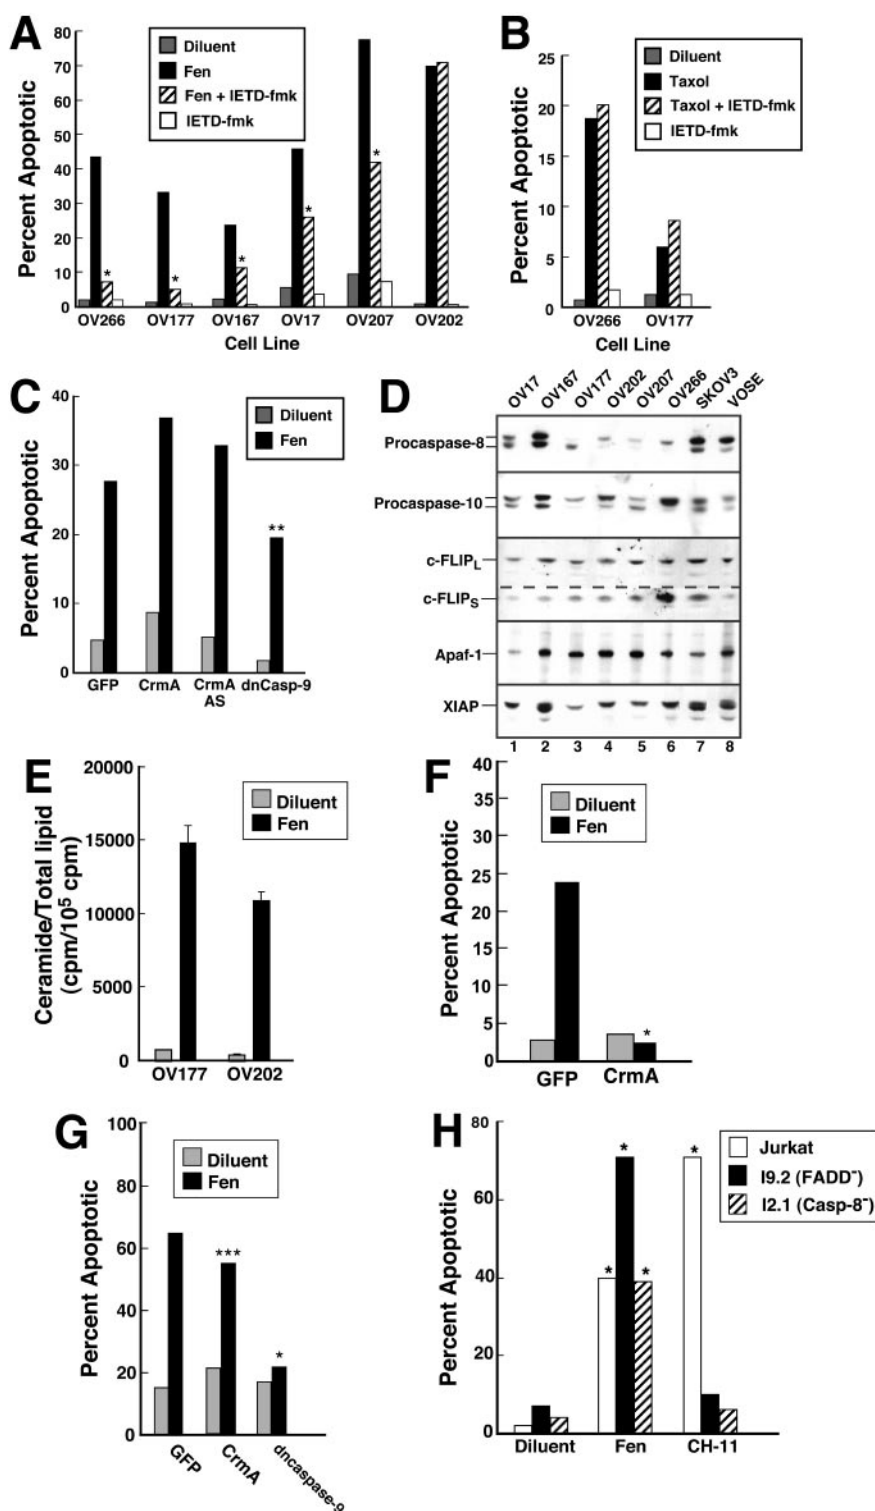 A
Percent Apoptotic
80
70
60
50
40
30
20
10
0
Diluent
Fen
Fen + IETD-fmk
IETD-fmk
*
*
*
*
*
OV266 OV177 OV167 OV17 OV207 OV202
Cell Line
B
Percent Apoptotic
25
20
15
10
5
0
Diluent
Taxol
Taxol + IETD-fmk
IETD-fmk
OV266 OV177
Cell Line
C
Percent Apoptotic
40
30
20
10
0
Diluent
Fen
**
GFP CrmA CrmA AS dnCasp-9
D
OV17 OV167 OV177 OV202 OV207 OV266 SKOV3 VOSE
Procaspase-8
Procaspase-10
c-FLIPL
c-FLIPS
Apaf-1
XIAP
1 2 3 4 5 6 7 8
E
Ceramide/Total lipid
(cpm/10⁵ cpm)
20000
15000
10000
5000
0
Diluent
Fen
OV177 OV202
F
Percent Apoptotic
40
35
30
25
20
15
10
5
0
Diluent
Fen
*
GFP CrmA
G
Percent Apoptotic
100
80
60
40
20
0
Diluent
Fen
***
*
GFP CrmA dncaspase-9
H
Percent Apoptotic
80
60
40
20
0
Jurkat
I9.2 (FADD⁻)
I2.1 (Casp-8⁻)
*
*
*
*
Diluent Fen CH-11